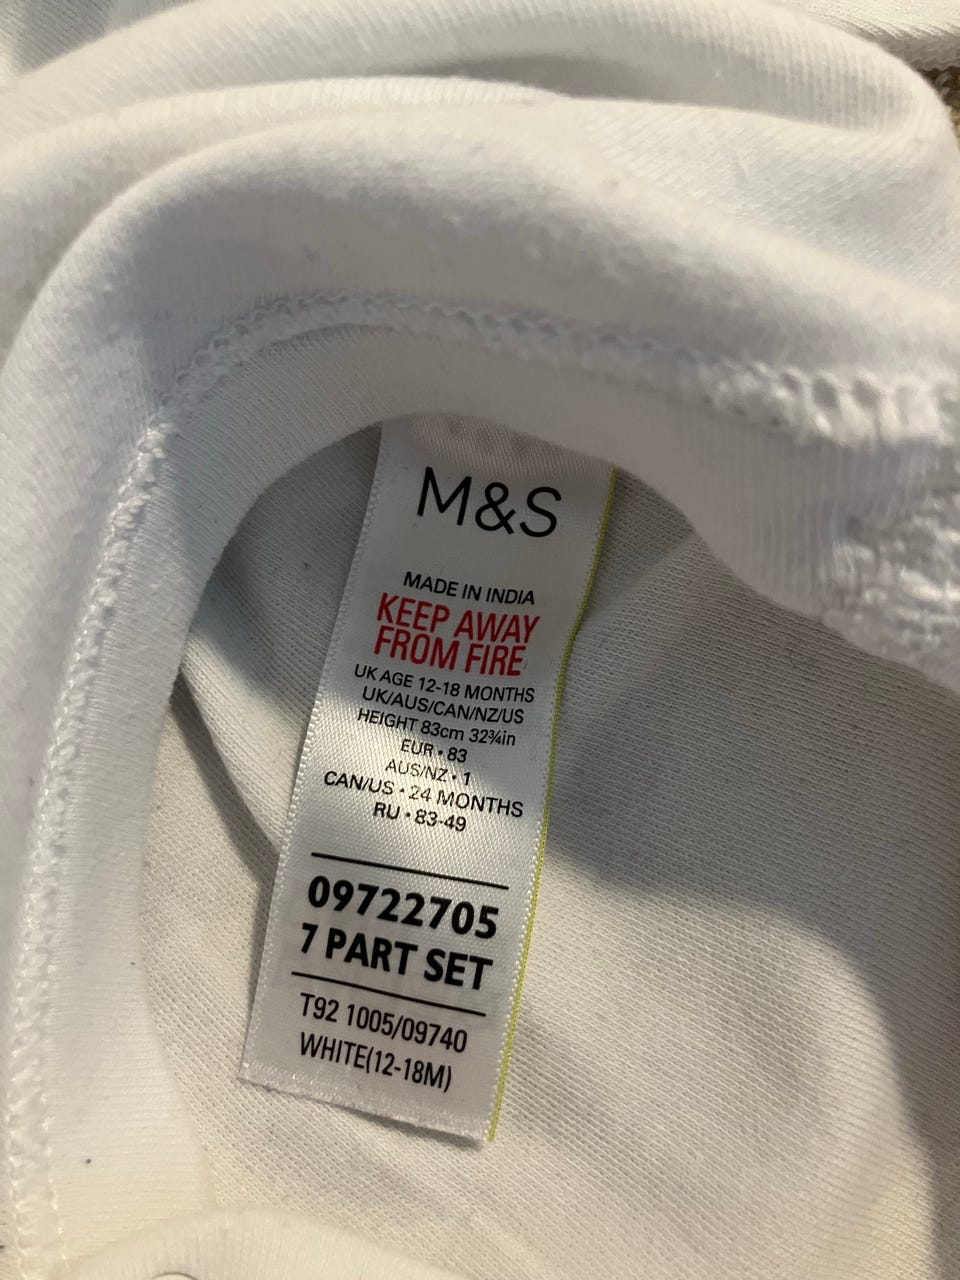 M&S
MADE IN INDIA
KEEP AWAY
FROM FIRE
UK AGE 12-18 MONTHS
UK/AUS/CAN/NZ/US
HEIGHT 83cm 32¾in
EUR • 83
AUS/NZ • 1
CAN/US • 24 MONTHS
RU • 83-49
09722705
7 PART SET
T92 1005/09740
WHITE(12-18M)